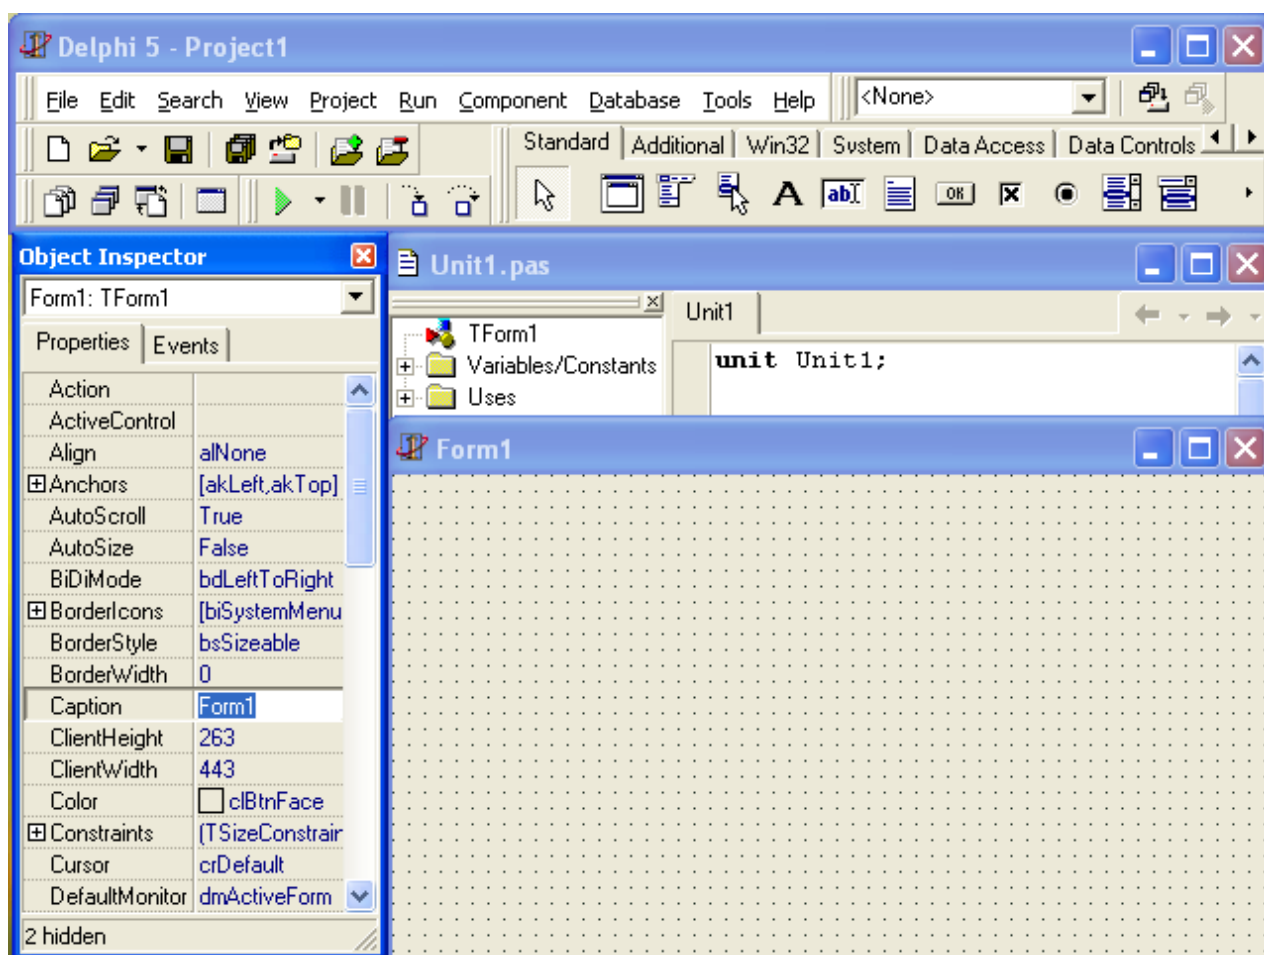 Delphi 5 - Project1
File Edit Search View Project Run Component Database Tools Help <None>
Standard Additional Win32 System Data Access Data Controls
A ab OK
Object Inspector
Form1: TForm1
Properties Events
Action
ActiveControl
Align alNone
Anchors [akLeft,akTop]
AutoScroll True
AutoSize False
BiDiMode bdLeftToRight
BorderIcons [biSystemMenu
BorderStyle bsSizeable
BorderWidth 0
Caption Form1
ClientHeight 263
ClientWidth 443
Color clBtnFace
Constraints (TSizeConstrair
Cursor crDefault
DefaultMonitor dmActiveForm
2 hidden
Unit1.pas
TForm1
Variables/Constants
Uses
Unit1
unit Unit1;
Form1